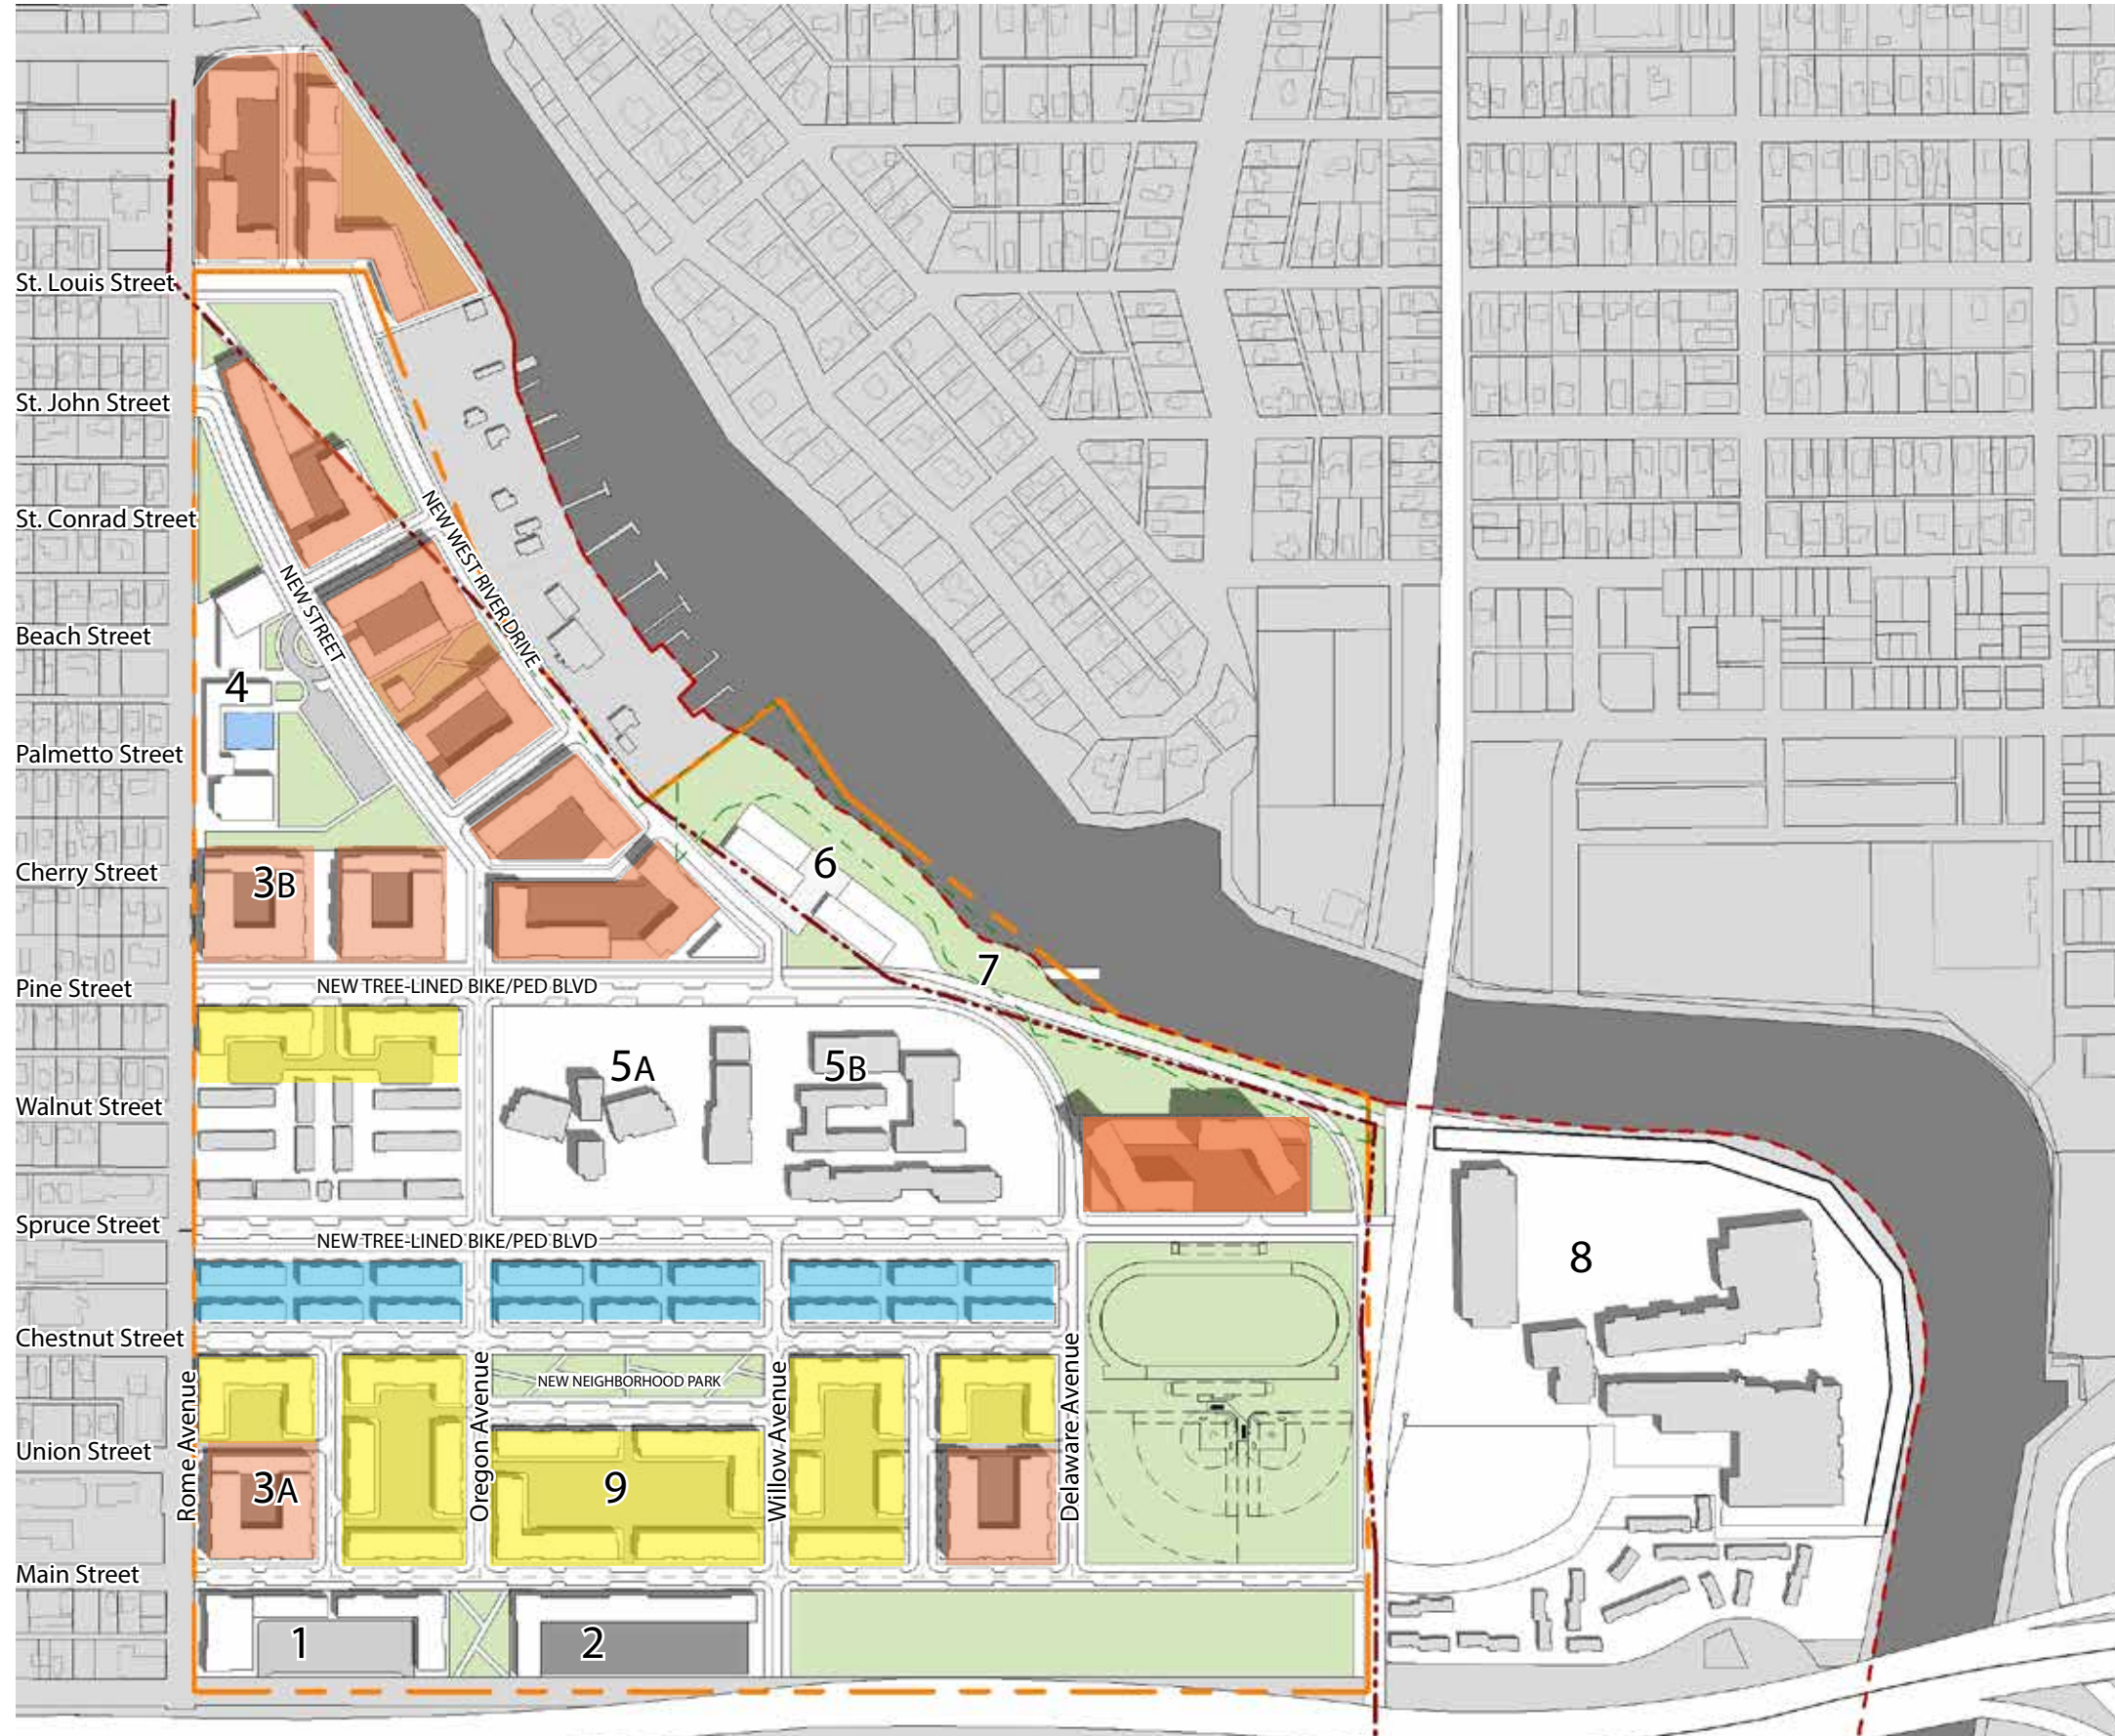 St. Louis Street
St. John Street
NEW WEST RIVER DRIVE
St. Conrad Street
NEW STREET
Beach Street
4
Palmetto Street
6
Cherry Street
3B
7
Pine Street
NEW TREE-LINED BIKE/PED BLVD
5A
5B
Walnut Street
Spruce Street
NEW TREE-LINED BIKE/PED BLVD
8
Chestnut Street
NEW NEIGHBORHOOD PARK
Rome Avenue
Oregon Avenue
Willow Avenue
Delaware Avenue
Union Street
3A
9
Main Street
1
2